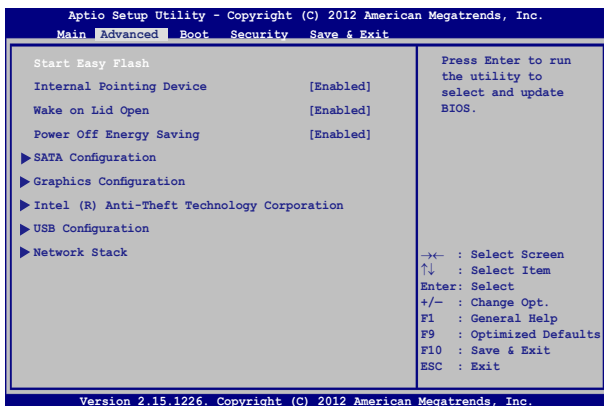 Aptio Setup Utility - Copyright (C) 2012 American Megatrends, Inc.
Main Advanced Boot Security Save & Exit
Start Easy Flash
Internal Pointing Device [Enabled]
Wake on Lid Open [Enabled]
Power Off Energy Saving [Enabled]
SATA Configuration
Graphics Configuration
Intel (R) Anti-Theft Technology Corporation
USB Configuration
Network Stack
Press Enter to run
the utility to
select and update
BIOS.
→← : Select Screen
↑↓ : Select Item
Enter: Select
+/— : Change Opt.
F1 : General Help
F9 : Optimized Defaults
F10 : Save & Exit
ESC : Exit
Version 2.15.1226. Copyright (C) 2012 American Megatrends, Inc.